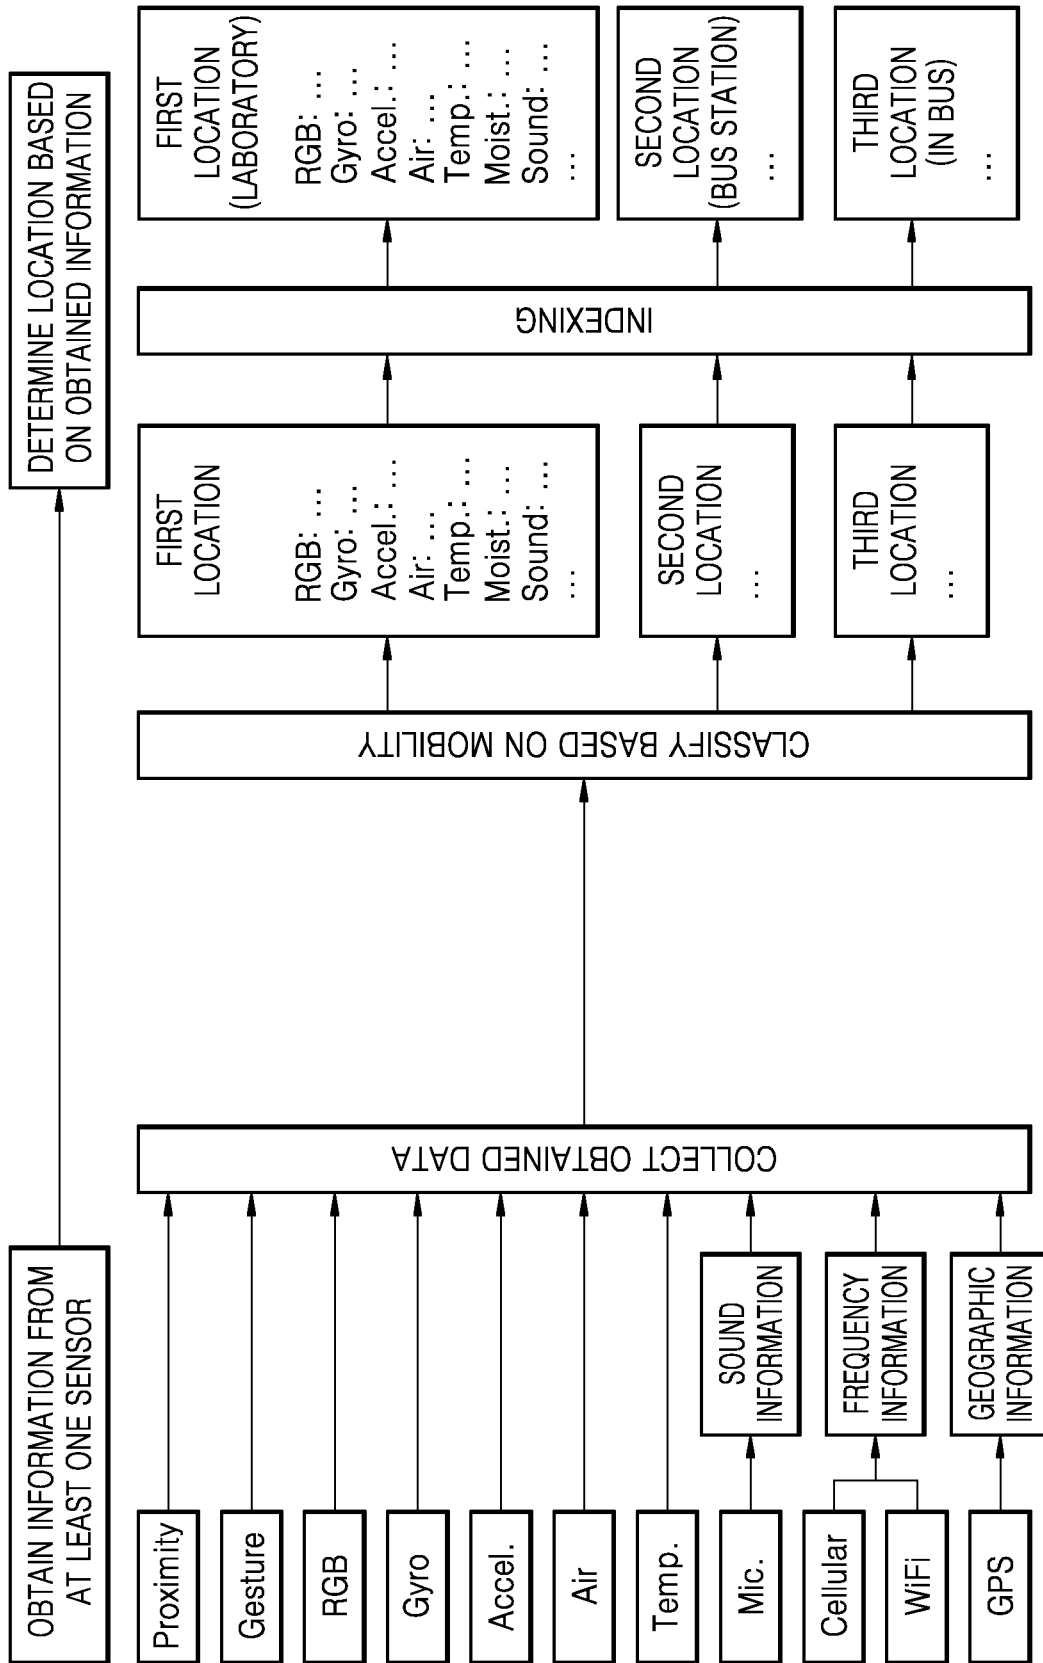 OBTAIN INFORMATION FROM
AT LEAST ONE SENSOR
DETERMINE LOCATION BASED
ON OBTAINED INFORMATION
Proximity
Gesture
RGB
Gyro
Accel.
Air
Temp.
Mic.
Cellular
WiFi
GPS
SOUND
INFORMATION
FREQUENCY
INFORMATION
GEOGRAPHIC
INFORMATION
COLLECT OBTAINED DATA
CLASSIFY BASED ON MOBILITY
FIRST
LOCATION
RGB: ...
Gyro: ...
Accel.: ...
Air: ...
Temp.: ...
Moist.: ...
Sound: ...
...
SECOND
LOCATION
...
THIRD
LOCATION
...
INDEXING
FIRST
LOCATION
(LABORATORY)
RGB: ...
Gyro: ...
Accel.: ...
Air: ...
Temp.: ...
Moist.: ...
Sound: ...
...
SECOND
LOCATION
(BUS STATION)
...
THIRD
LOCATION
(IN BUS)
...